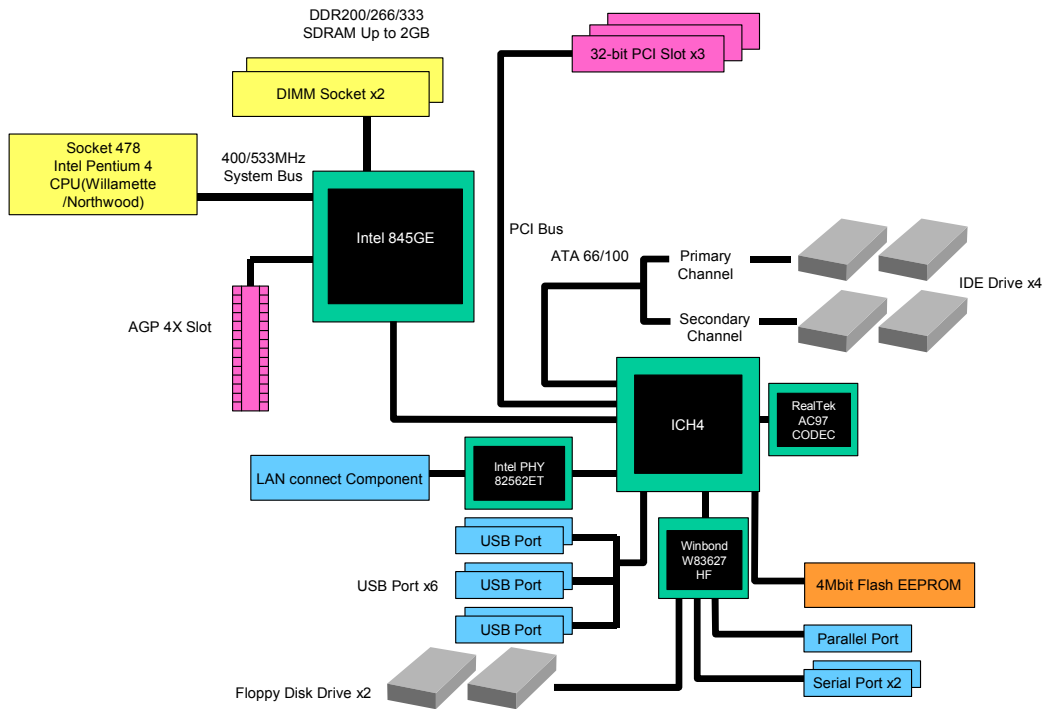 DDR200/266/333
SDRAM Up to 2GB
32-bit PCI Slot x3
DIMM Socket x2
Socket 478
Intel Pentium 4
CPU(Willamette
/Northwood)
400/533MHz
System Bus
Intel 845GE
PCI Bus
ATA 66/100
Primary
Channel
IDE Drive x4
Secondary
Channel
AGP 4X Slot
ICH4
RealTek
AC97
CODEC
LAN connect Component
Intel PHY
82562ET
USB Port
USB Port x6
USB Port
USB Port
Winbond
W83627
HF
4Mbit Flash EEPROM
Parallel Port
Serial Port x2
Floppy Disk Drive x2